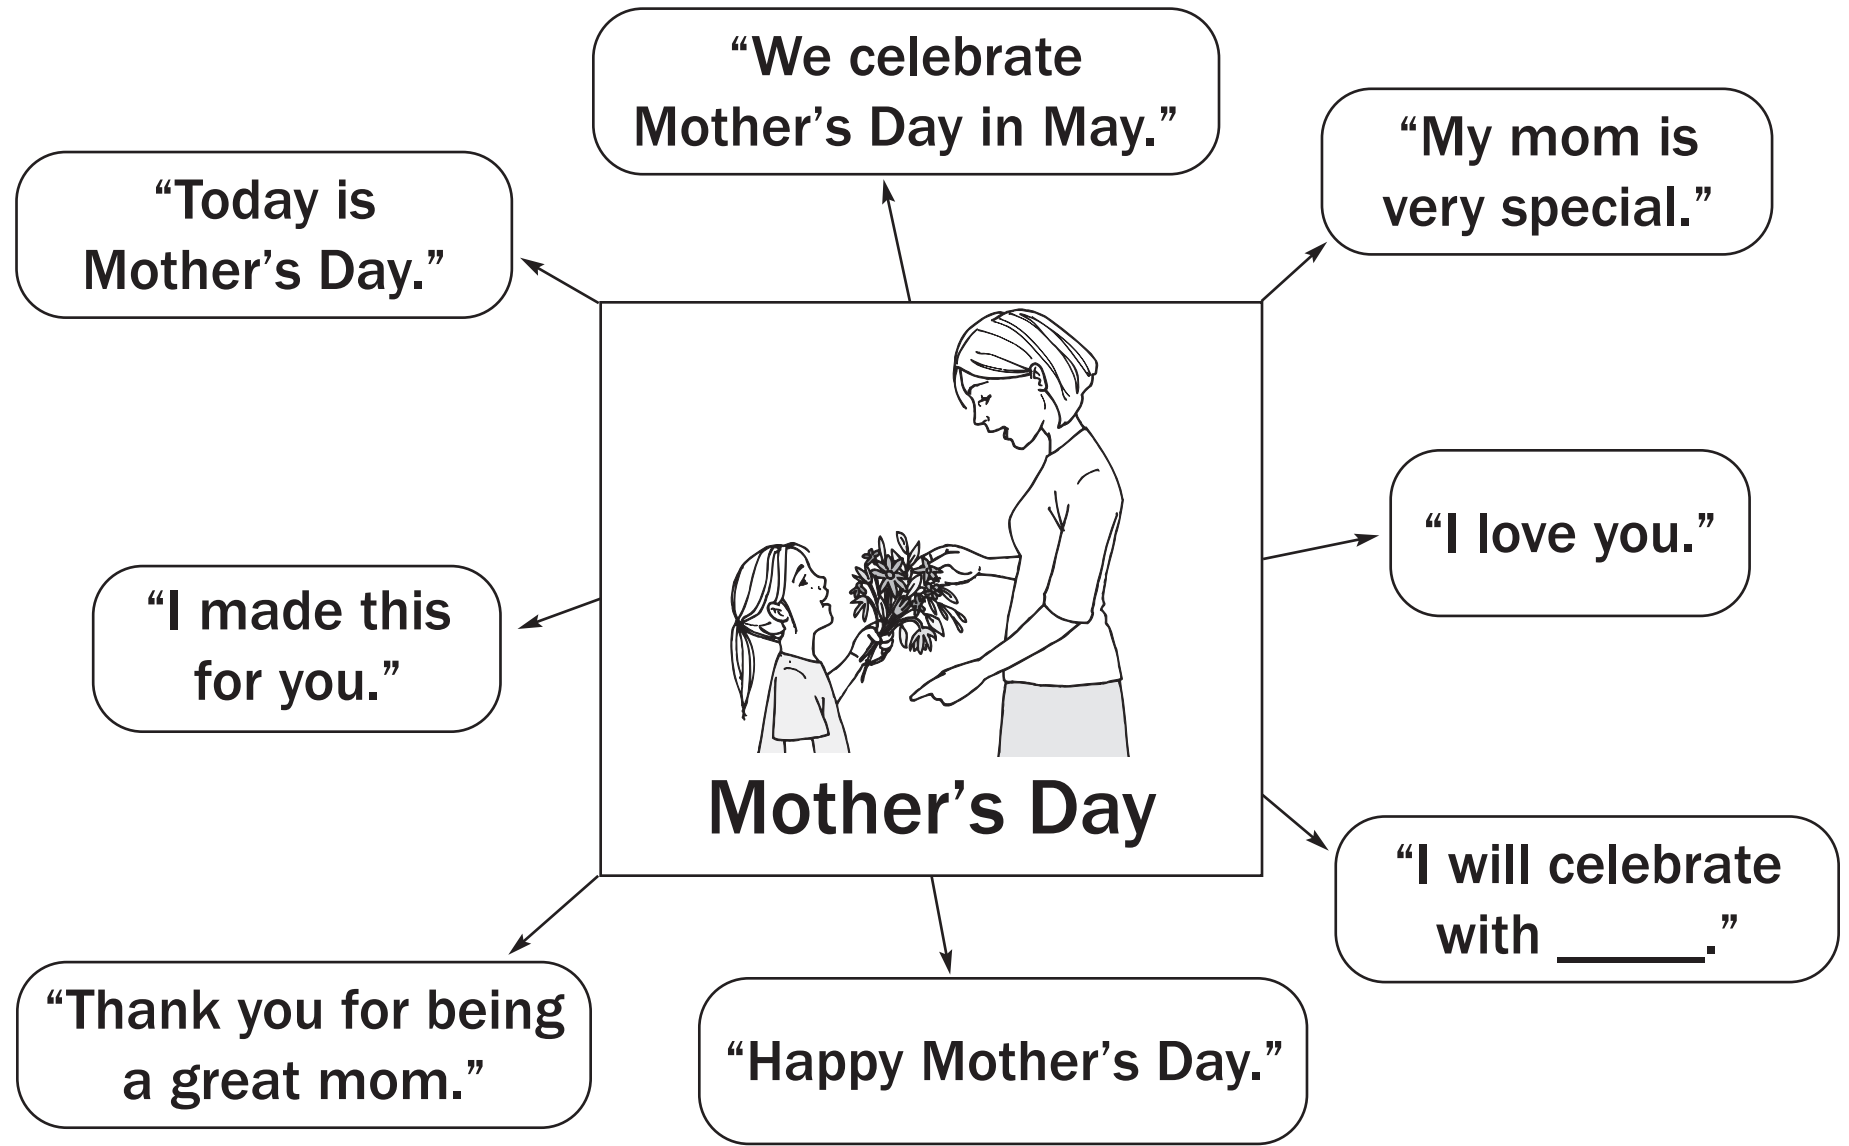 “We celebrate
Mother’s Day in May.”
“My mom is
very special.”
“Today is
Mother’s Day.”
“I love you.”
“I made this
for you.”
Mother’s Day
“I will celebrate
with ______.”
“Thank you for being
a great mom.”
“Happy Mother’s Day.”